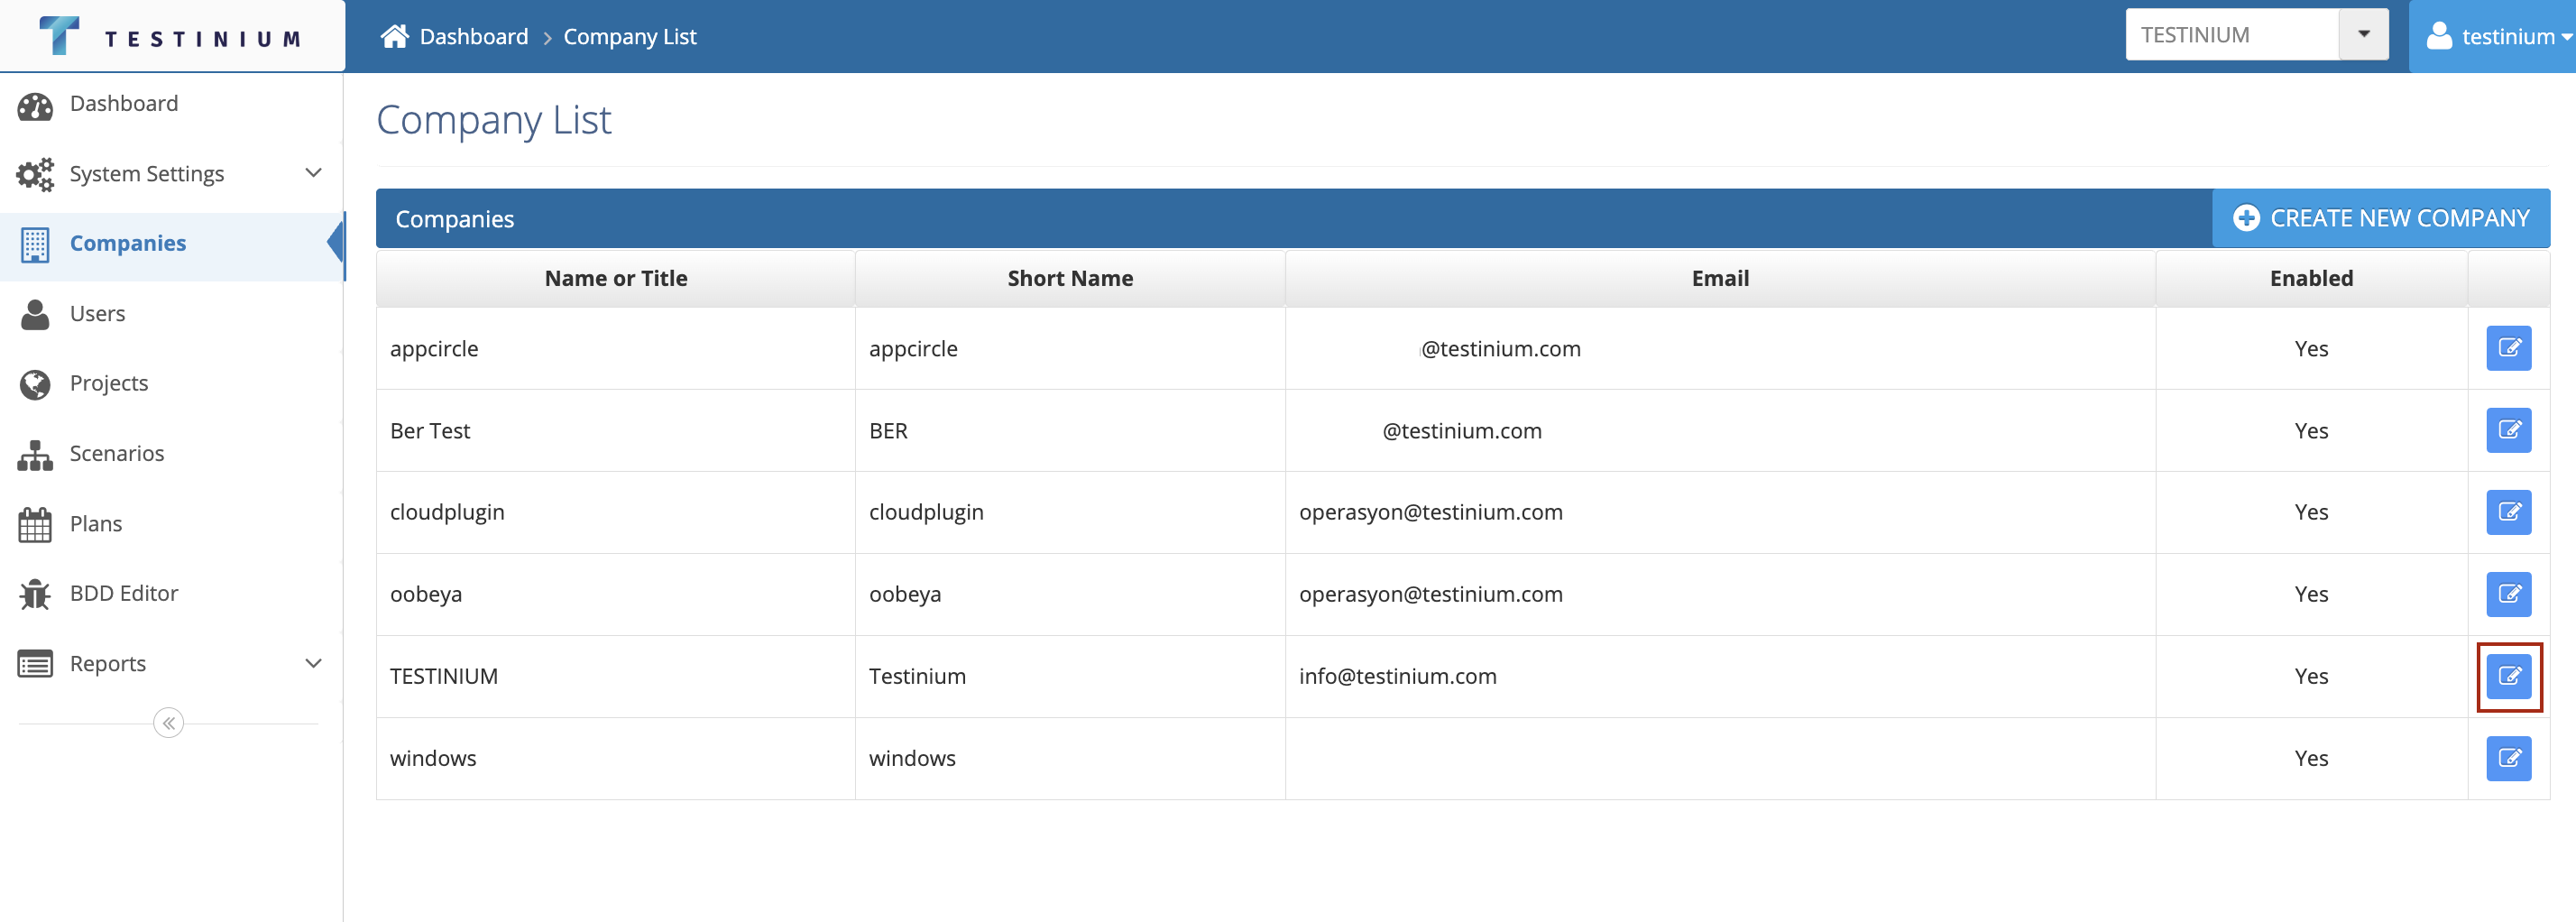 TESTINIUM
Dashboard > Company List
TESTINIUM
testinium
Dashboard
System Settings
Companies
Users
Projects
Scenarios
Plans
BDD Editor
Reports
Company List
Companies
CREATE NEW COMPANY
Name or Title Short Name Email Enabled
appcircle appcircle @testinium.com Yes
Ber Test BER @testinium.com Yes
cloudplugin cloudplugin operasyon@testinium.com Yes
oobeya oobeya operasyon@testinium.com Yes
TESTINIUM Testinium info@testinium.com Yes
windows windows Yes